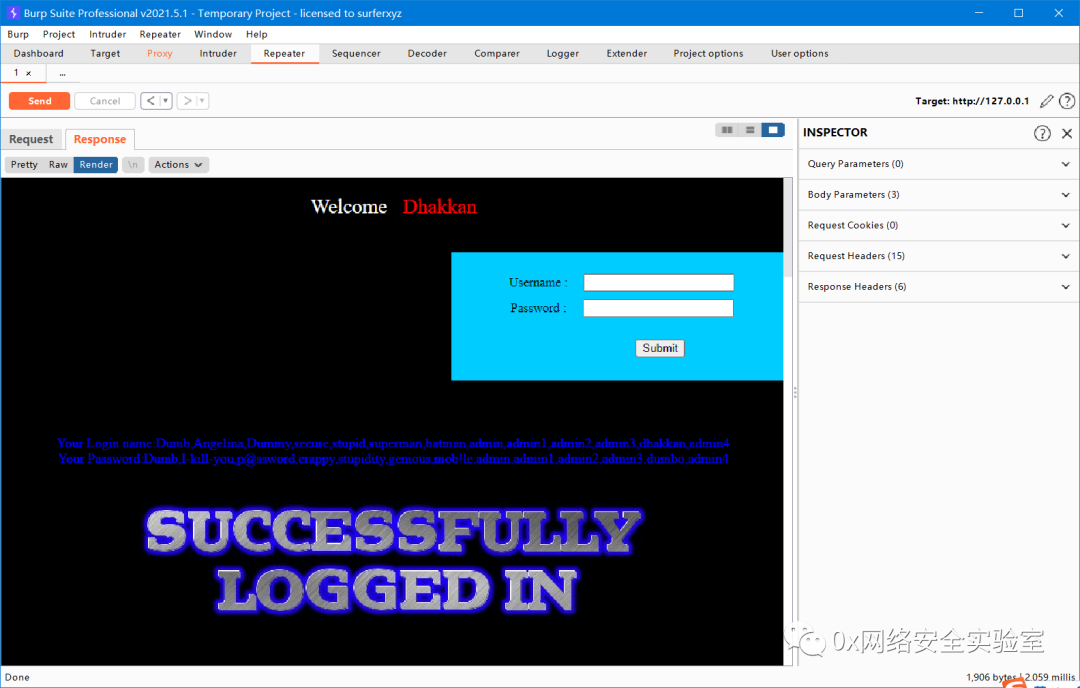 Burp Suite Professional v2021.5.1 - Temporary Project - licensed to surferxyz
Burp Project Intruder Repeater Window Help
Dashboard Target Proxy Intruder Repeater Sequencer Decoder Comparer Logger Extender Project options User options
1 × ...
Send Cancel < > Target: http://127.0.0.1
Request Response
INSPECTOR
Pretty Raw Render \n Actions
Query Parameters (0)
Body Parameters (3)
Request Cookies (0)
Request Headers (15)
Response Headers (6)
Welcome Dhakkan
Username :
Password :
Submit
Your Login name:Dumb,Angelina,Dummy,secure,stupid,superman,batman,admin,admin1,admin2,admin3,dhakkan,admin4
Your Password:Dumb,I-kill-you,p@ssword,crappy,stupidity,genious,mob!le,admin,admin1,admin2,admin3,dumbo,admin4
SUCCESSFULLY
LOGGED IN
0x网络安全实验室
Done
1,906 bytes | 2,059 millis